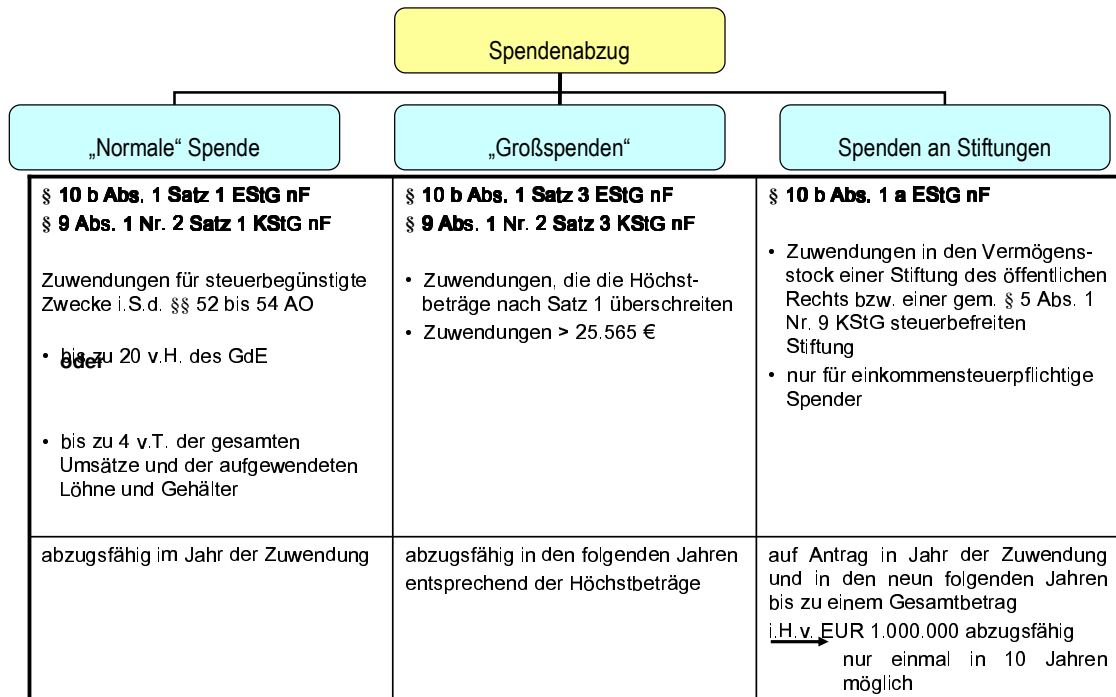 Spendenabzug
„Normale“ Spende
„Großspenden“
Spenden an Stiftungen
§ 10 b Abs. 1 Satz 1 EStG nF
§ 9 Abs. 1 Nr. 2 Satz 1 KStG nF
Zuwendungen für steuerbegünstigte
Zwecke i.S.d. §§ 52 bis 54 AO
• bis zu 20 v.H. des GdE
oder
• bis zu 4 v.T. der gesamten
Umsätze und der aufgewendeten
Löhne und Gehälter
§ 10 b Abs. 1 Satz 3 EStG nF
§ 9 Abs. 1 Nr. 2 Satz 3 KStG nF
• Zuwendungen, die die Höchst-
beträge nach Satz 1 überschreiten
• Zuwendungen > 25.565 €
§ 10 b Abs. 1 a EStG nF
• Zuwendungen in den Vermögens-
stock einer Stiftung des öffentlichen
Rechts bzw. einer gem. § 5 Abs. 1
Nr. 9 KStG steuerbefreiten
Stiftung
• nur für einkommensteuerpflichtige
Spender
abzugsfähig im Jahr der Zuwendung
abzugsfähig in den folgenden Jahren
entsprechend der Höchstbeträge
auf Antrag in Jahr der Zuwendung
und in den neun folgenden Jahren
bis zu einem Gesamtbetrag
i.H.v. EUR 1.000.000 abzugsfähig
nur einmal in 10 Jahren
möglich